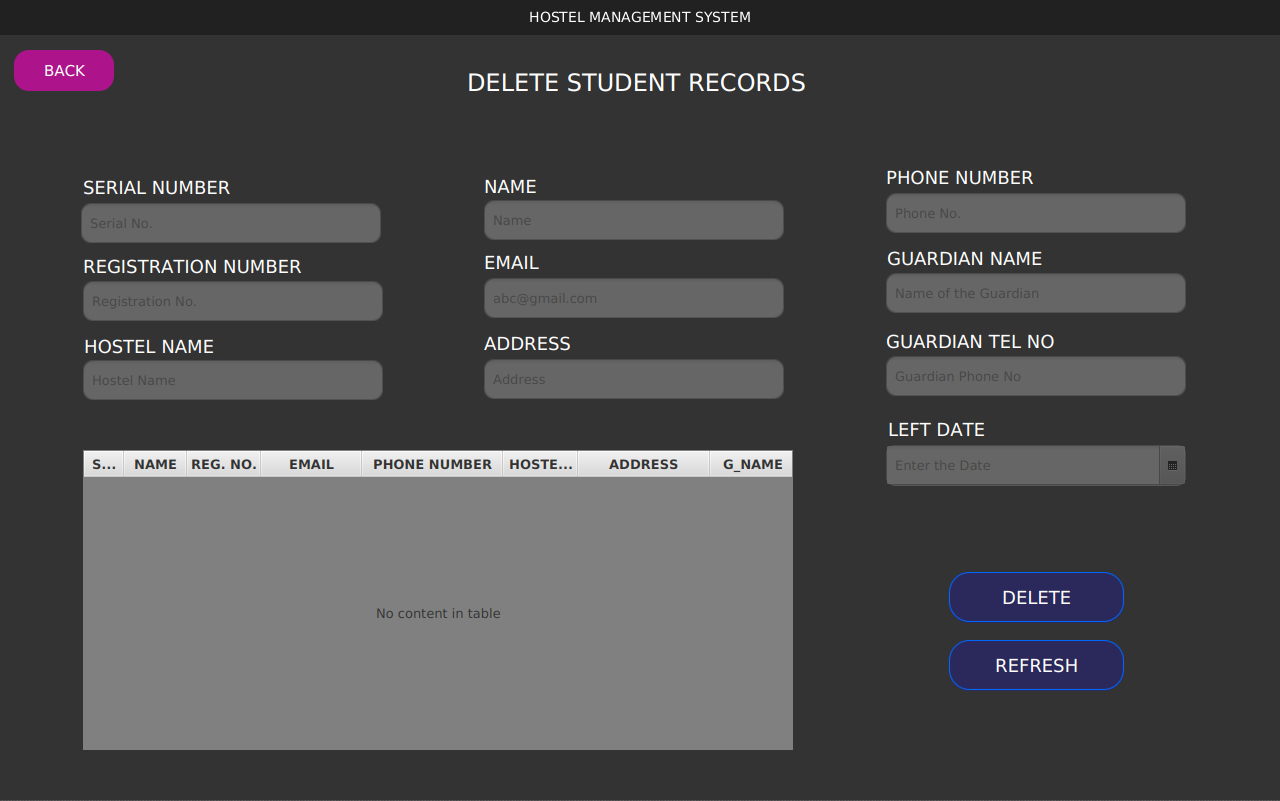 HOSTEL MANAGEMENT SYSTEM
BACK
DELETE STUDENT RECORDS
SERIAL NUMBER
Serial No.
REGISTRATION NUMBER
Registration No.
HOSTEL NAME
Hostel Name
NAME
Name
EMAIL
abc@gmail.com
ADDRESS
Address
PHONE NUMBER
Phone No.
GUARDIAN NAME
Name of the Guardian
GUARDIAN TEL NO
Guardian Phone No
LEFT DATE
Enter the Date
S... NAME REG. NO. EMAIL PHONE NUMBER HOSTE... ADDRESS G_NAME
No content in table
DELETE
REFRESH